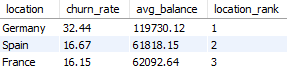 location churn_rate avg_balance location_rank
Germany 32.44 119730.12 1
Spain 16.67 61818.15 2
France 16.15 62092.64 3